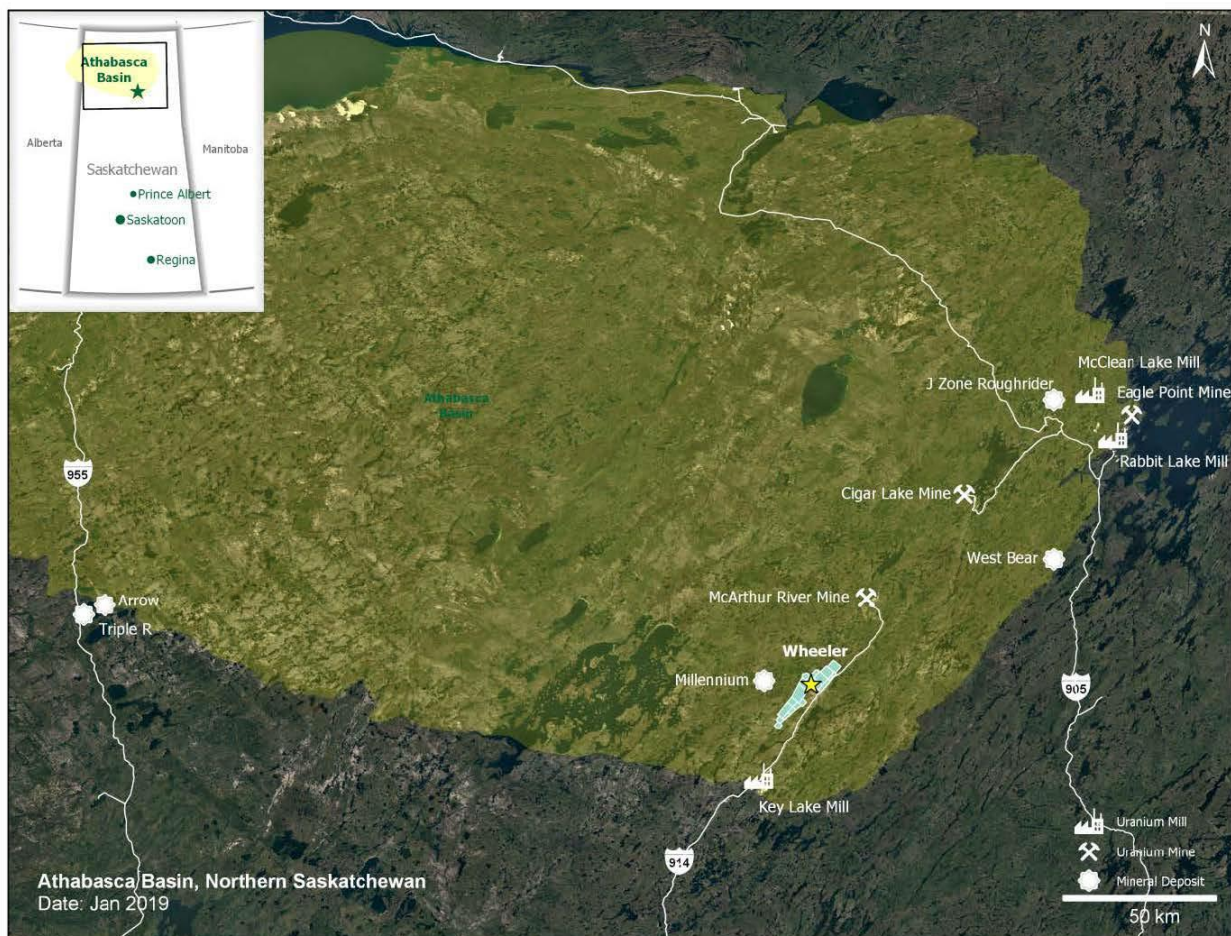 Athabasca
Basin
Alberta
Manitoba
Saskatchewan
Prince Albert
Saskatoon
Regina
N
McClean Lake Mill
J Zone Roughrider
Eagle Point Mine
Athabasca
Basin
Rabbit Lake Mill
955
Cigar Lake Mine
West Bear
McArthur River Mine
Arrow
Triple R
Wheeler
Millennium
905
Key Lake Mill
914
Uranium Mill
Uranium Mine
Mineral Deposit
Athabasca Basin, Northern Saskatchewan
Date: Jan 2019
50 km